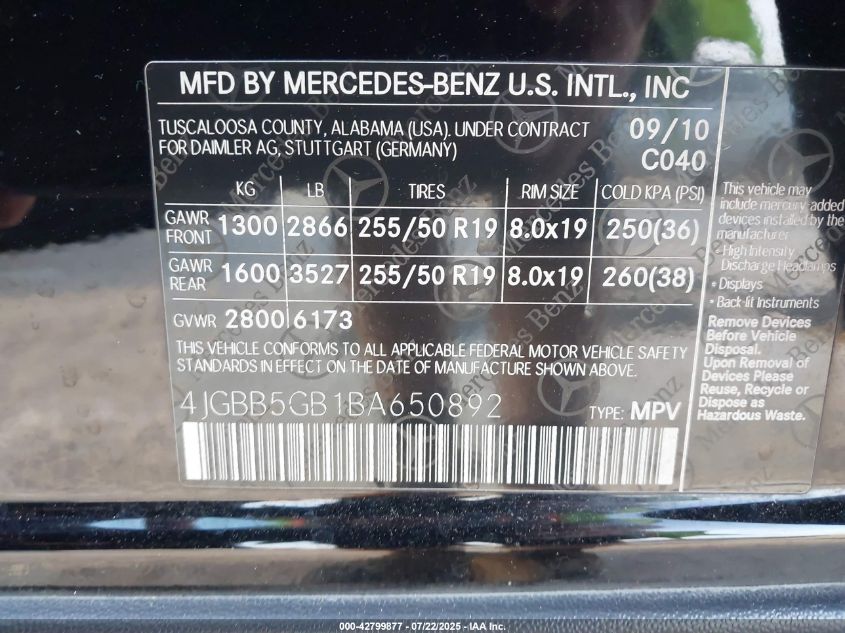 MFD BY MERCEDES-BENZ U.S. INTL., INC
TUSCALOOSA COUNTY, ALABAMA (USA). UNDER CONTRACT
FOR DAIMLER AG, STUTTGART (GERMANY)
09/10
C040
KG LB TIRES RIM SIZE COLD KPA (PSI)
GAWR FRONT 1300 2866 255/50 R19 8.0x19 250(36)
GAWR REAR 1600 3527 255/50 R19 8.0x19 260(38)
GVWR 2800 6173
THIS VEHICLE CONFORMS TO ALL APPLICABLE FEDERAL MOTOR VEHICLE SAFETY
STANDARDS IN EFFECT ON THE DATE OF MANUFACTURE SHOWN ABOVE.
4JGBB5GB1BA650892
TYPE: MPV
This vehicle may
include mercury-added
devices installed by the
manufacturer
• High Intensity
Discharge Headlamps
• Displays
• Back-lit Instruments
Remove Devices
Before Vehicle
Disposal.
Upon Removal of
Devices Please
Reuse, Recycle or
Dispose as
Hazardous Waste.
Mercedes Benz
000-42799877 - 07/22/2025 - IAA Inc.